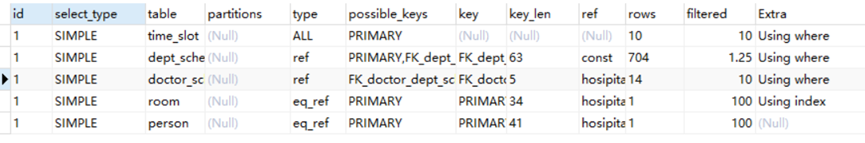 id select_type table partitions type possible_keys key key_len ref rows filtered Extra
1 SIMPLE time_slot (Null) ALL PRIMARY (Null) (Null) (Null) 10 10 Using where
1 SIMPLE dept_sche (Null) ref PRIMARY,FK_dept_ FK_dept_ 63 const 704 1.25 Using where
1 SIMPLE doctor_sc (Null) ref FK_doctor_dept_sc FK_docto 5 hosipita 14 10 Using where
1 SIMPLE room (Null) eq_ref PRIMARY PRIMAR 34 hosipita 1 100 Using index
1 SIMPLE person (Null) eq_ref PRIMARY PRIMAR 41 hosipita 1 100 (Null)